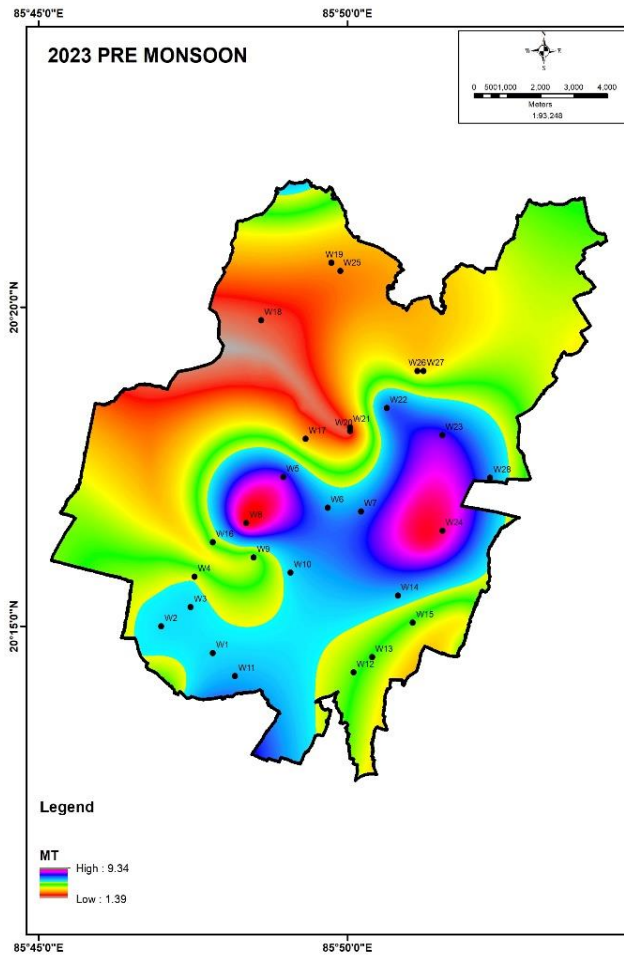 85°45'0"E 85°50'0"E
2023 PRE MONSOON
0 500 1,000 2,000 3,000 4,000
Meters
1:93,248
W19
W25
20°20'0"N
W18
W26 W27
W22
W21
W20
W17
W23
W5
W28
W6
W7
W8
W24
W16
W9
W10
W4
W14
W3
W15
W2
20°15'0"N
W1
W13
W12
W11
Legend
MT
High : 9.34
Low : 1.39
85°45'0"E 85°50'0"E